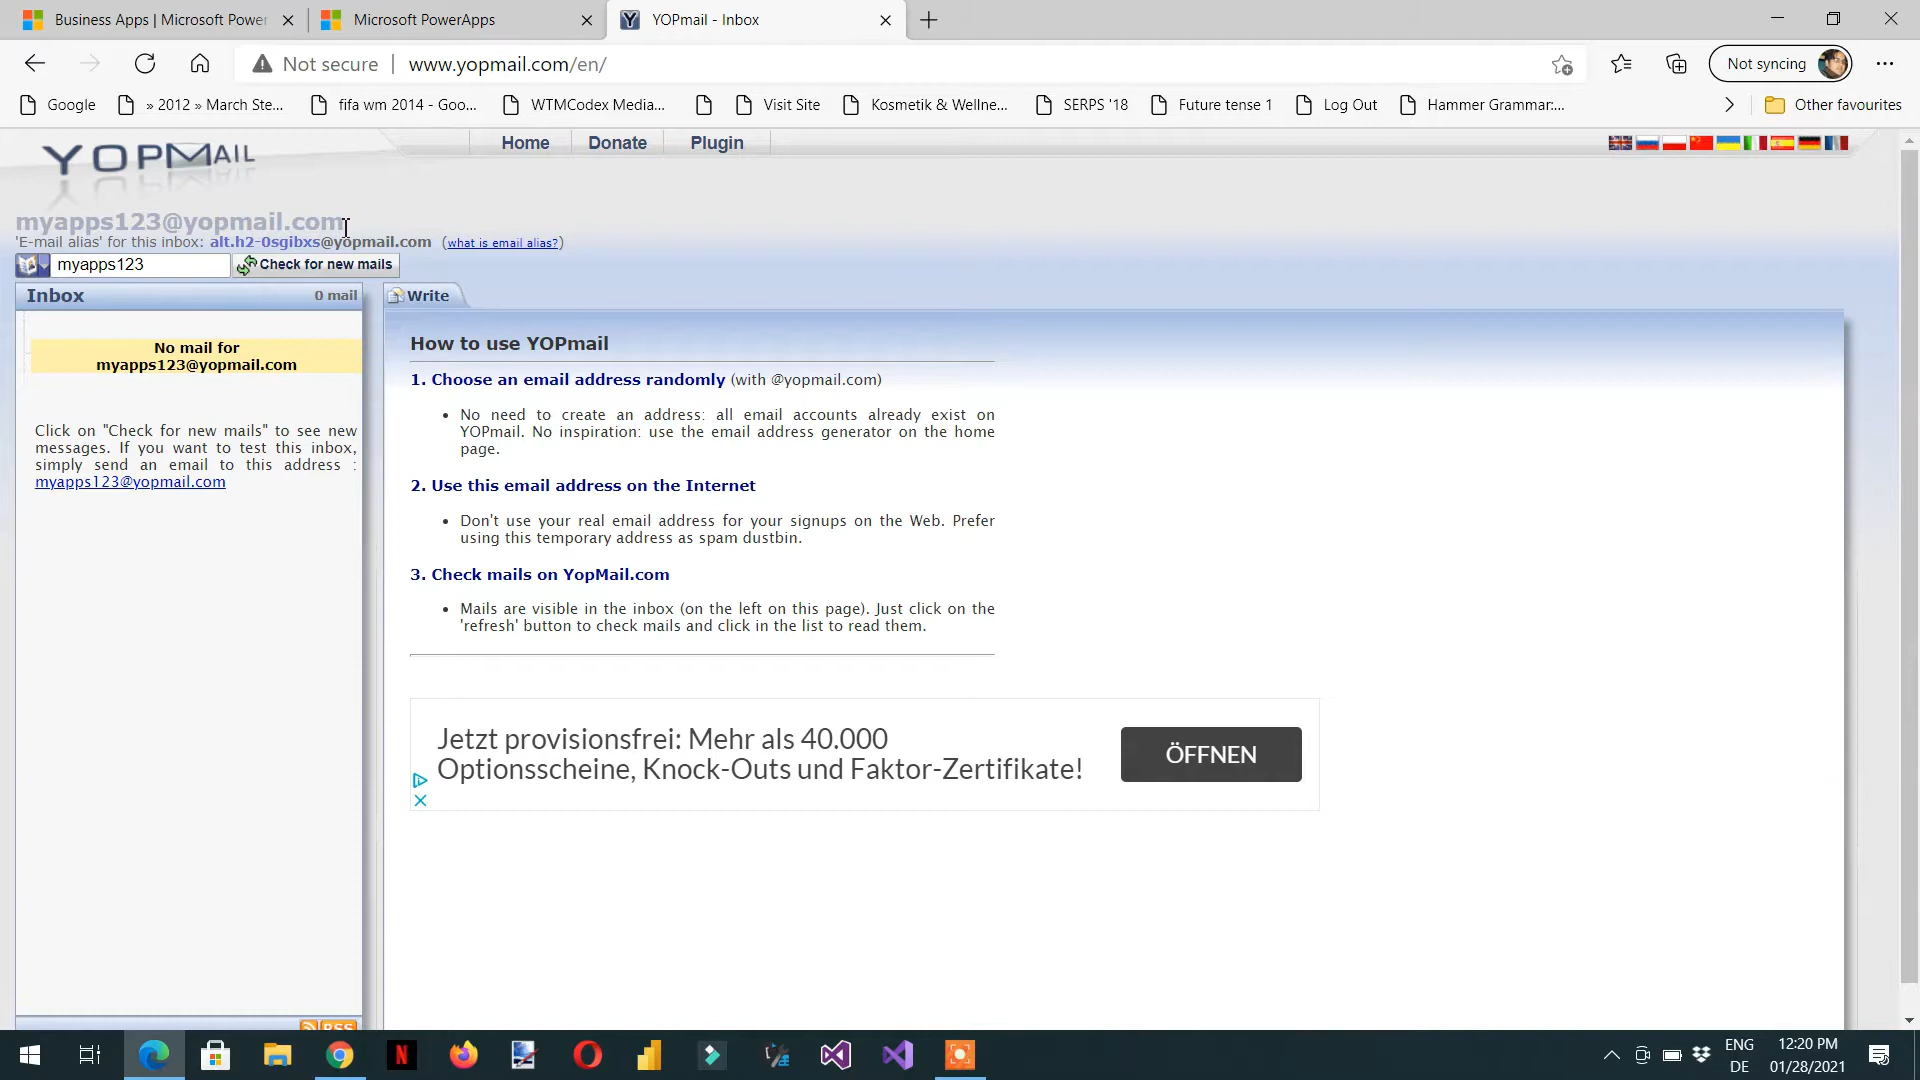 Business Apps | Microsoft Power
Microsoft PowerApps
YOPmail - Inbox
Not secure
www.yopmail.com/en/
Not syncing
Google
» 2012 » March Ste...
fifa wm 2014 - Goo...
WTMCodex Media...
Visit Site
Kosmetik & Wellne...
SERPS '18
Future tense 1
Log Out
Hammer Grammar:...
Other favourites
YOPMAIL
Home
Donate
Plugin
myapps123@yopmail.com
'E-mail alias' for this inbox: alt.h2-0sgibxs@yopmail.com (what is email alias?)
myapps123
Check for new mails
Inbox
0 mail
Write
No mail for
myapps123@yopmail.com
Click on "Check for new mails" to see new
messages. If you want to test this inbox,
simply send an email to this address :
myapps123@yopmail.com
RSS
How to use YOPmail
1. Choose an email address randomly (with @yopmail.com)
• No need to create an address: all email accounts already exist on
YOPmail. No inspiration: use the email address generator on the home
page.
2. Use this email address on the Internet
• Don't use your real email address for your signups on the Web. Prefer
using this temporary address as spam dustbin.
3. Check mails on YopMail.com
• Mails are visible in the inbox (on the left on this page). Just click on the
'refresh' button to check mails and click in the list to read them.
Jetzt provisionsfrei: Mehr als 40.000
Optionsscheine, Knock-Outs und Faktor-Zertifikate!
ÖFFNEN
ENG
DE
12:20 PM
01/28/2021